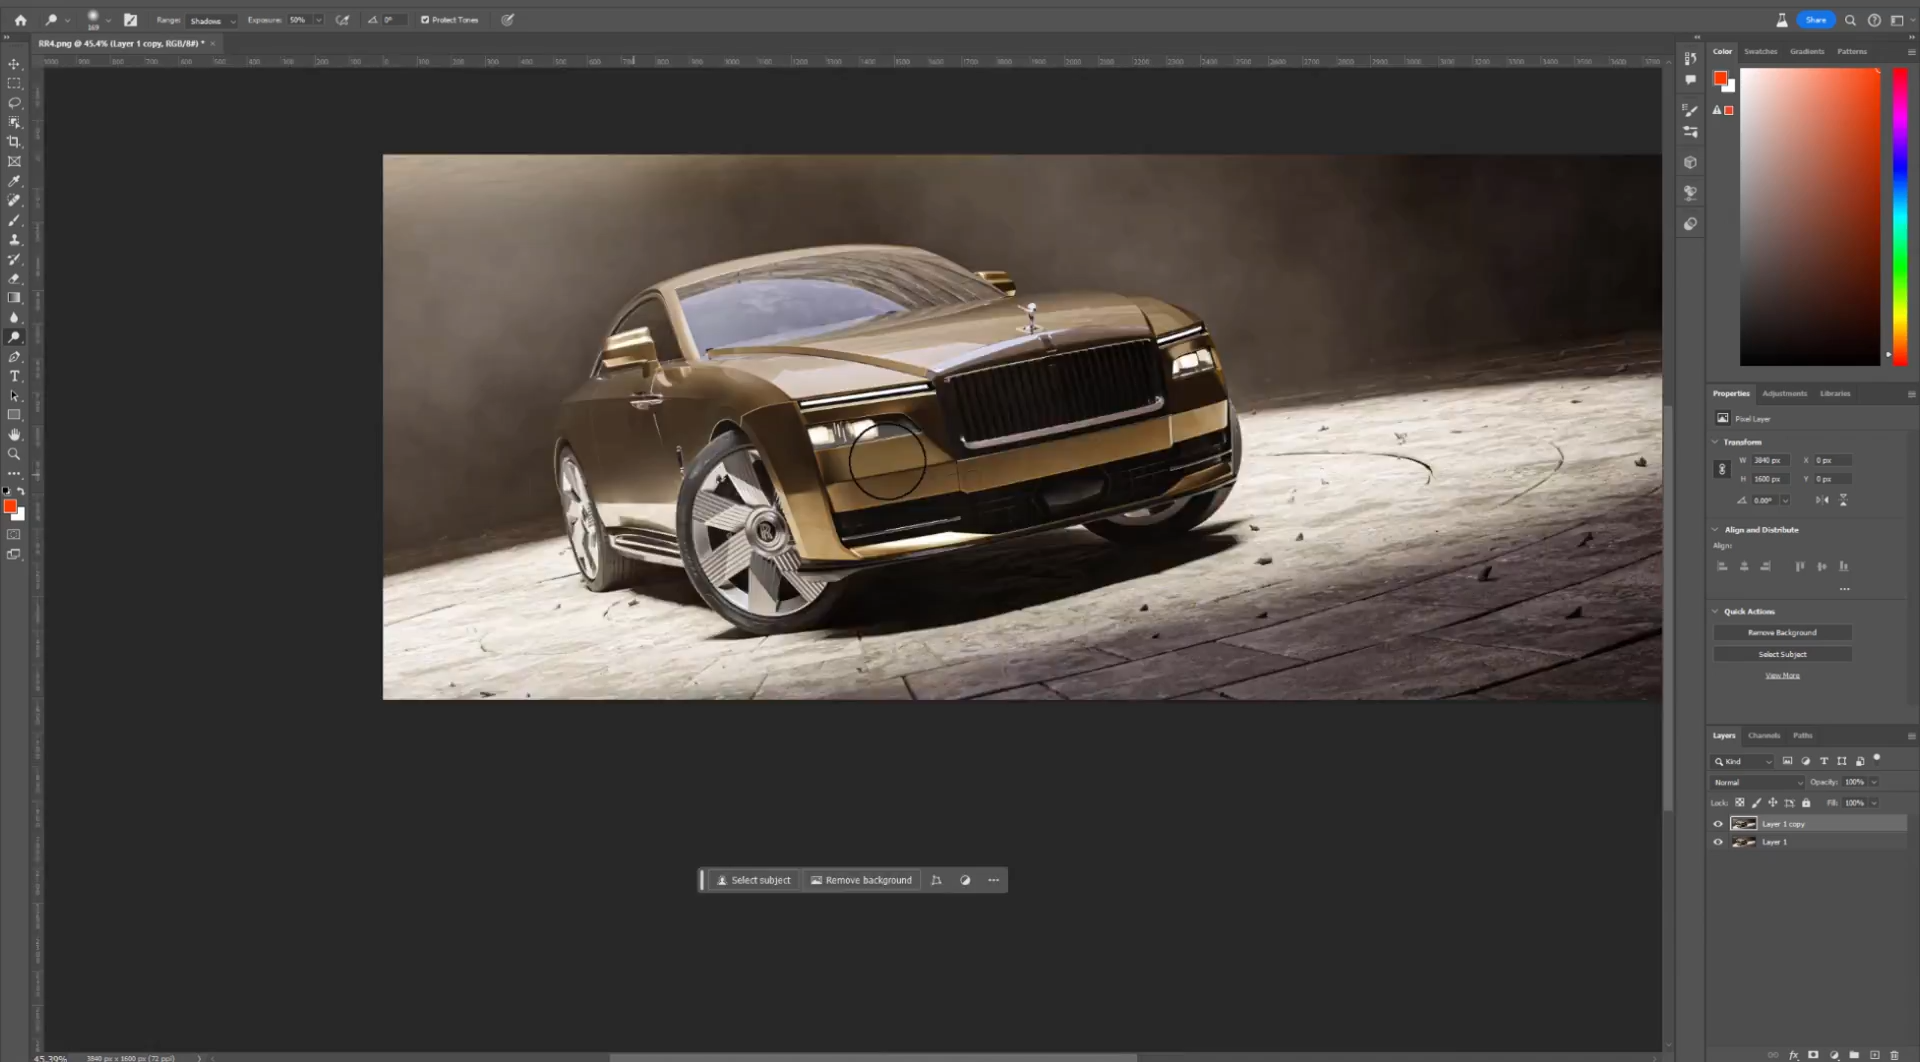 169
Range: Shadows
Exposure: 50%
0°
Protect Tones
Share
RR4.png @ 45.4% (Layer 1 copy, RGB/8#) *
Color Swatches Gradients Patterns
Properties Adjustments Libraries
Pixel Layer
Transform
W 3840 px X 0 px
H 1600 px Y 0 px
0.00°
Align and Distribute
Align:
Quick Actions
Remove Background
Select Subject
View More
Layers Channels Paths
Kind
Normal Opacity: 100%
Lock: Fill: 100%
Layer 1 copy
Layer 1
Select subject Remove background
45.39% 3840 px x 1600 px (72 ppi)